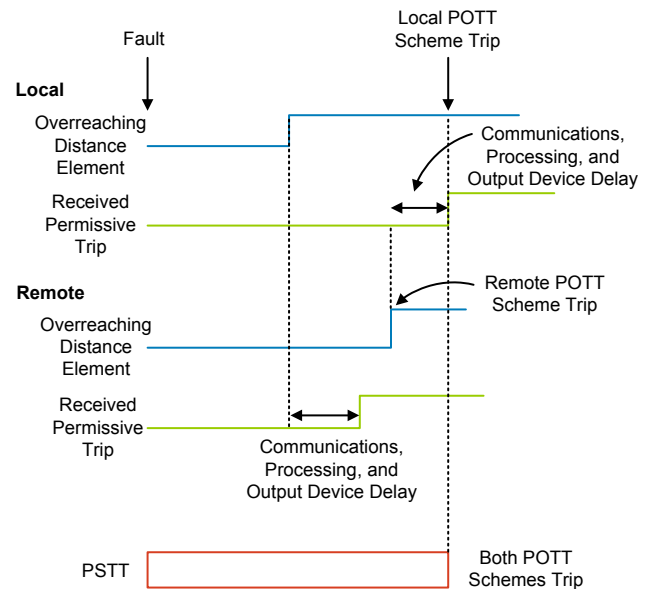 Fault
Local POTT
Scheme Trip
Local
Overreaching
Distance
Element
Communications,
Processing, and
Output Device Delay
Received
Permissive
Trip
Remote
Remote POTT
Scheme Trip
Overreaching
Distance
Element
Received
Permissive
Trip
Communications,
Processing, and
Output Device Delay
PSTT
Both POTT
Schemes Trip